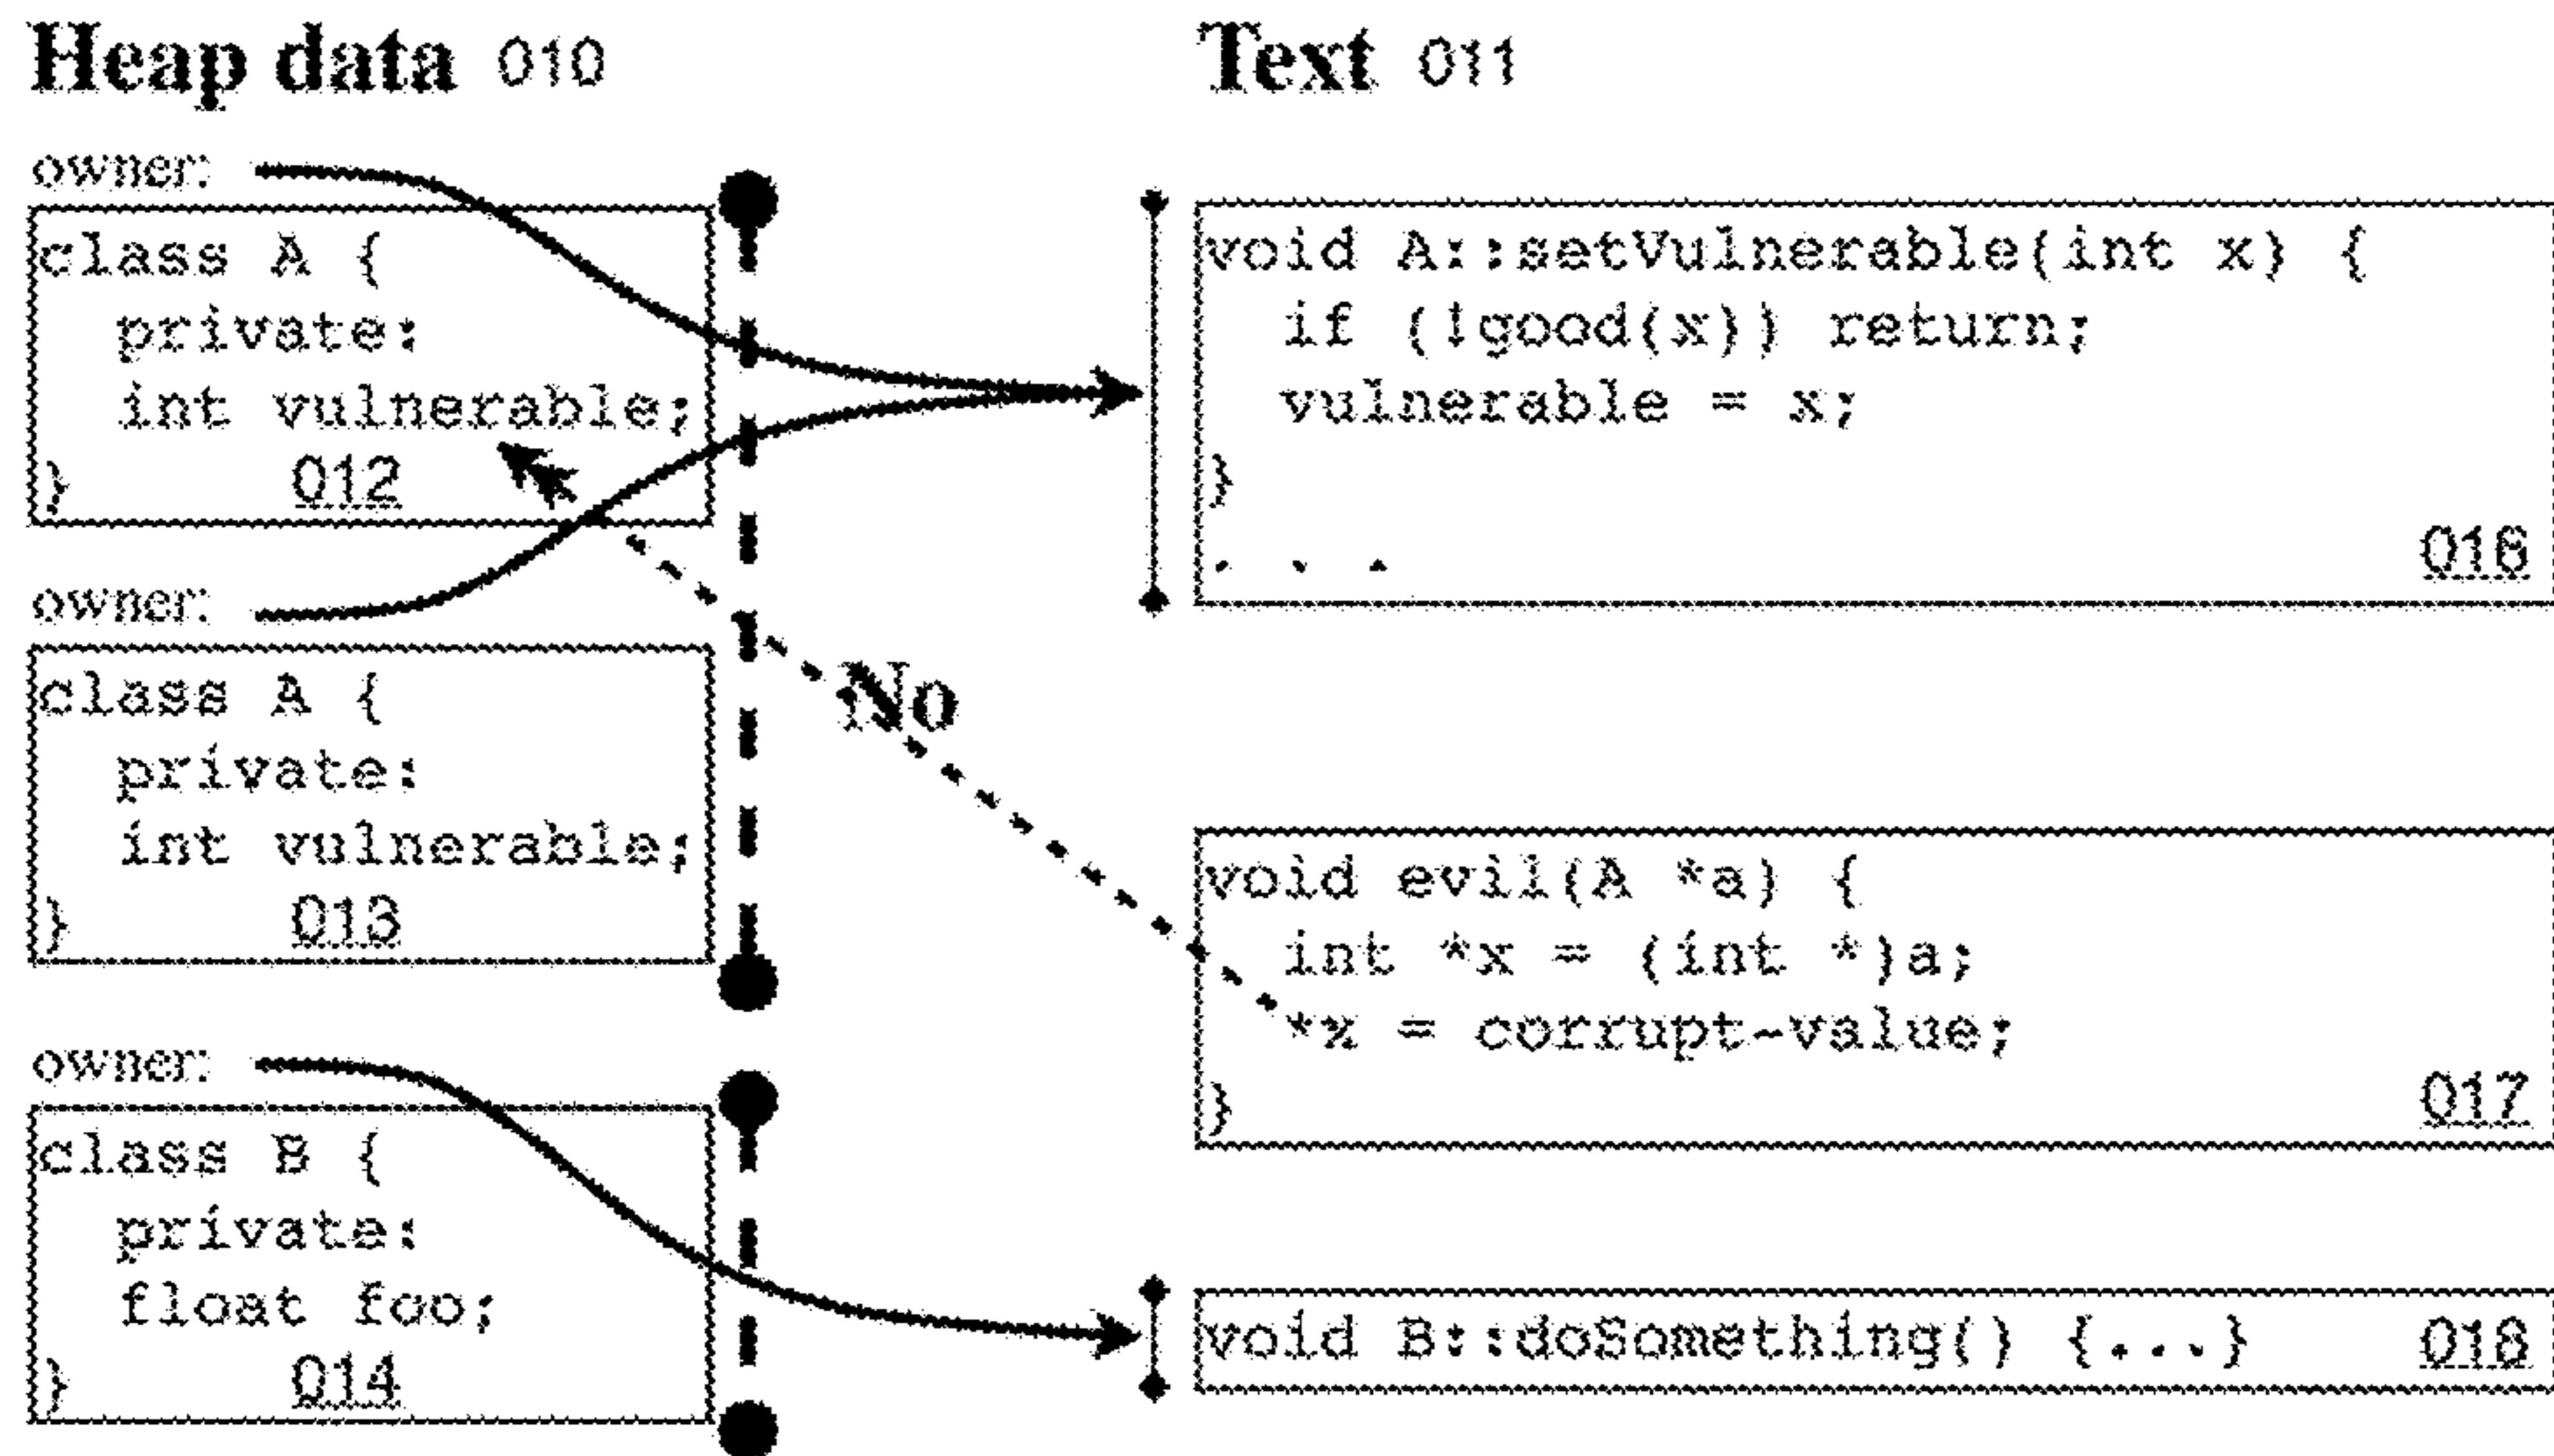 Heap data 010
owner:
class A {
private:
int vulnerable;
} 012
owner:
class A {
private:
int vulnerable;
} 013
owner:
class B {
private:
float foo;
} 014
No
Text 011
void A::setVulnerable(int x) {
if (!good(x)) return;
vulnerable = x;
}
. . . 016
void evil(A *a) {
int *x = (int *)a;
*x = corrupt-value;
} 017
void B::doSomething() {...} 018